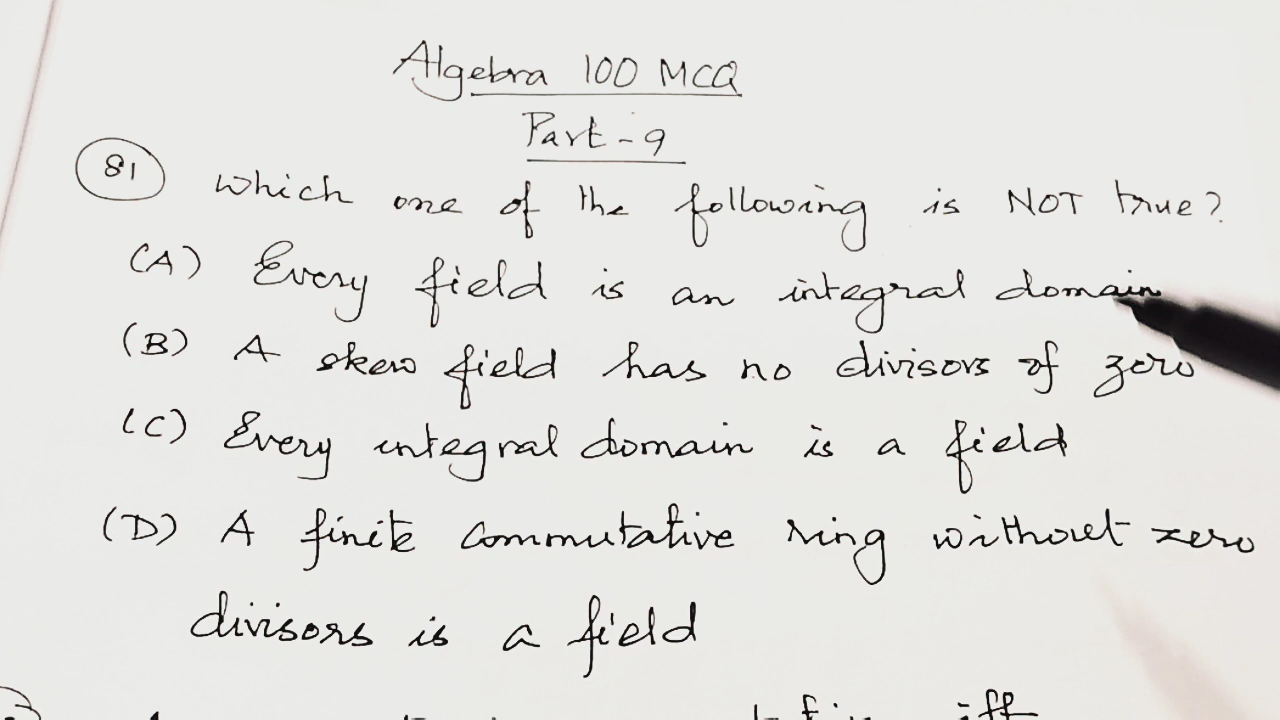 Algebra 100 MCQ
Part-9
81 Which one of the following is NOT true?
(A) Every field is an integral domain
(B) A skew field has no divisors of zero
(C) Every integral domain is a field
(D) A finite commutative ring without zero
divisors is a field
iff